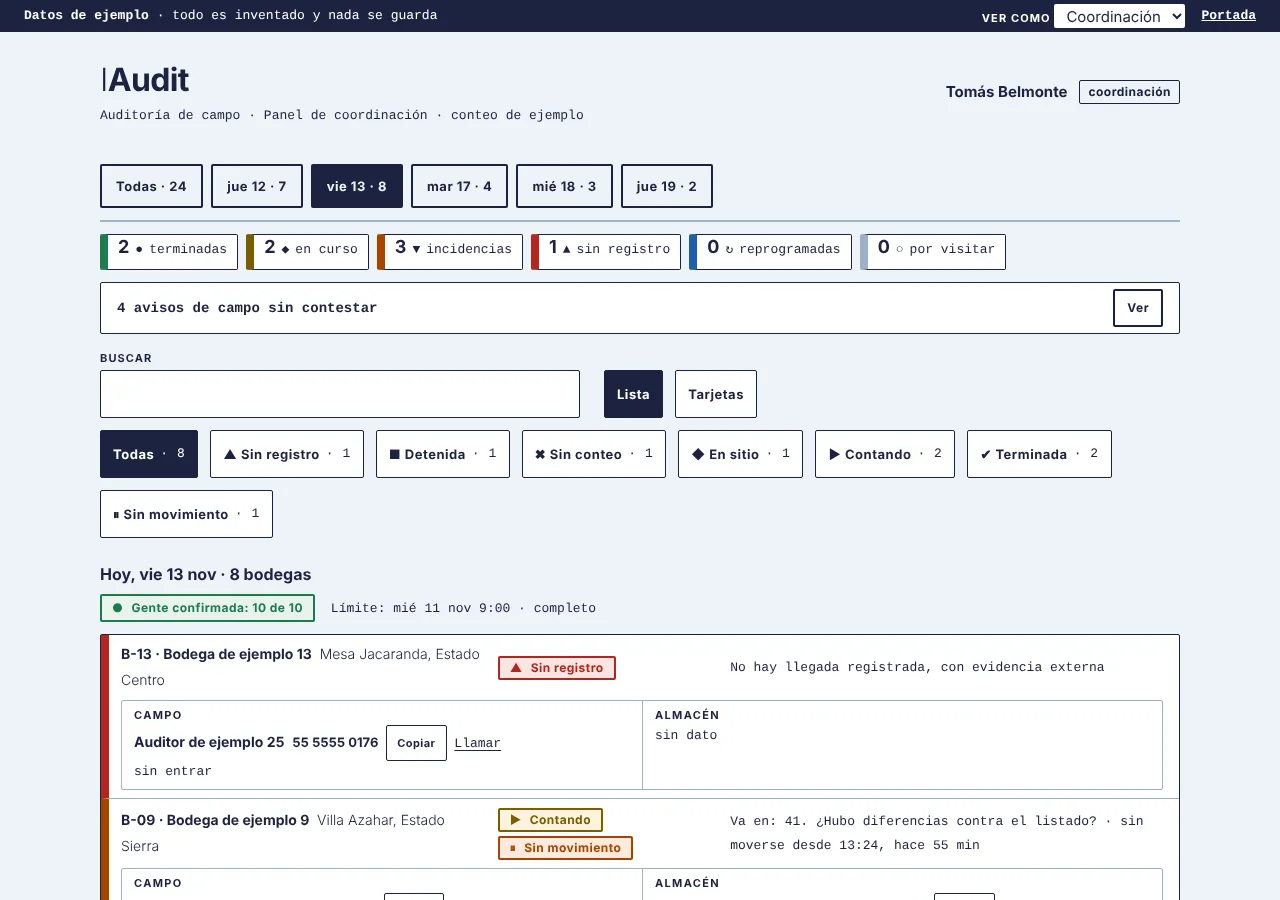 Datos de ejemplo · todo es inventado y nada se guarda
VER COMO Coordinación Portada
|Audit
Auditoría de campo · Panel de coordinación · conteo de ejemplo
Tomás Belmonte coordinación
Todas · 24 jue 12 · 7 vie 13 · 8 mar 17 · 4 mié 18 · 3 jue 19 · 2
2 ● terminadas 2 ◆ en curso 3 ▼ incidencias 1 ▲ sin registro 0 ↻ reprogramadas 0 ○ por visitar
4 avisos de campo sin contestar Ver
BUSCAR
Lista Tarjetas
Todas · 8 ▲ Sin registro · 1 ■ Detenida · 1 ✖ Sin conteo · 1 ◆ En sitio · 1 ▶ Contando · 2 ✔ Terminada · 2
Sin movimiento · 1
Hoy, vie 13 nov · 8 bodegas
● Gente confirmada: 10 de 10 Límite: mié 11 nov 9:00 · completo
B-13 · Bodega de ejemplo 13 Mesa Jacaranda, Estado
Centro
▲ Sin registro
No hay llegada registrada, con evidencia externa
CAMPO
Auditor de ejemplo 25 55 5555 0176 Copiar Llamar
sin entrar
ALMACÉN
sin dato
B-09 · Bodega de ejemplo 9 Villa Azahar, Estado
Sierra
▶ Contando
Sin movimiento
Va en: 41. ¿Hubo diferencias contra el listado? · sin
moverse desde 13:24, hace 55 min
CAMPO
ALMACÉN